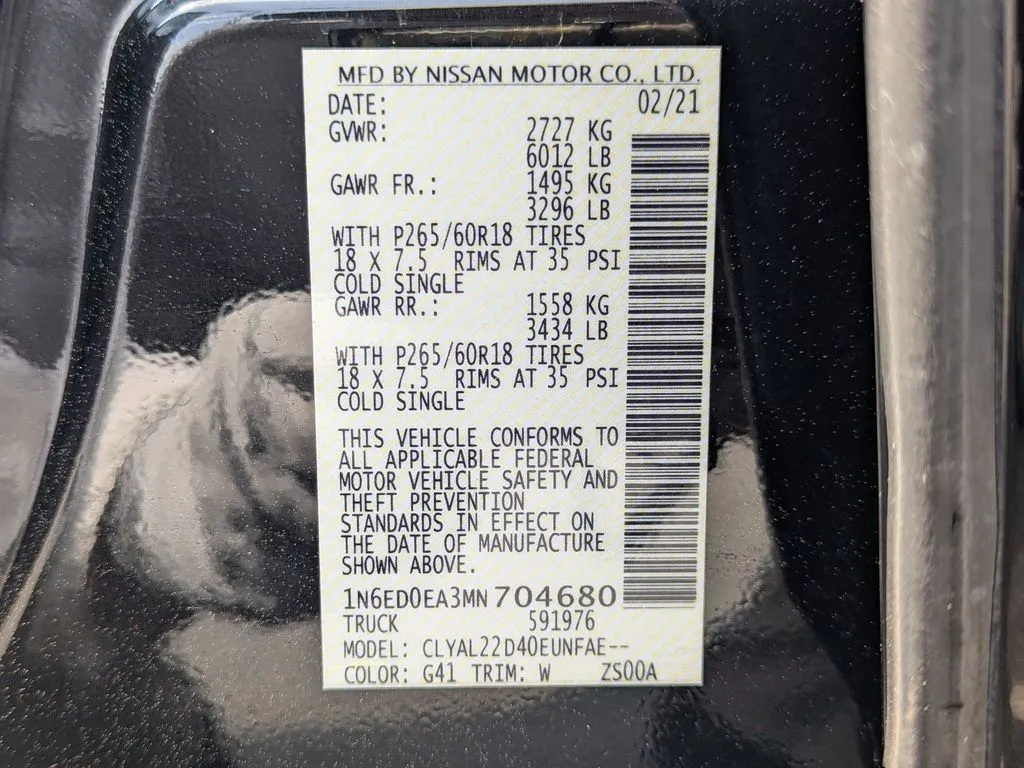 MFD BY NISSAN MOTOR CO., LTD.
DATE: 02/21
GVWR: 2727 KG
6012 LB
GAWR FR.: 1495 KG
3296 LB
WITH P265/60R18 TIRES
18 X 7.5 RIMS AT 35 PSI
COLD SINGLE
GAWR RR.: 1558 KG
3434 LB
WITH P265/60R18 TIRES
18 X 7.5 RIMS AT 35 PSI
COLD SINGLE
THIS VEHICLE CONFORMS TO
ALL APPLICABLE FEDERAL
MOTOR VEHICLE SAFETY AND
THEFT PREVENTION
STANDARDS IN EFFECT ON
THE DATE OF MANUFACTURE
SHOWN ABOVE.
1N6ED0EA3MN704680
TRUCK 591976
MODEL: CLYAL22D40EUNFAE--
COLOR: G41 TRIM: W ZS00A